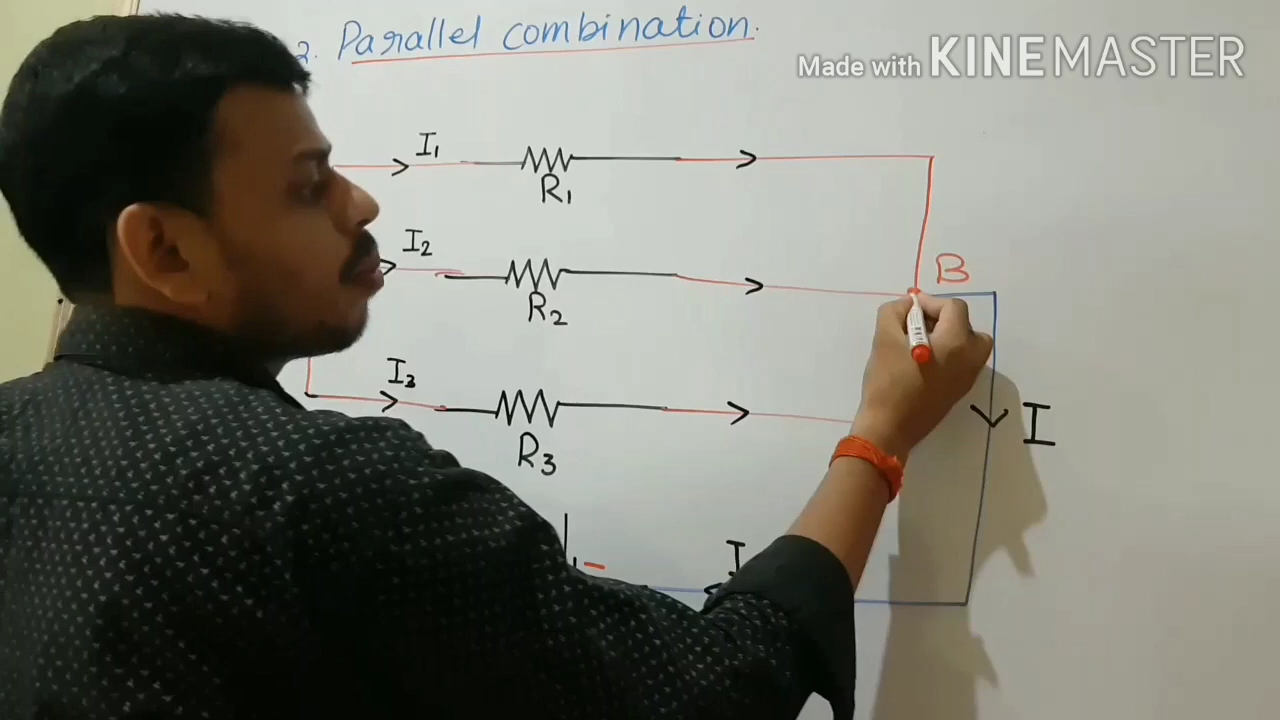 2. Parallel combination.
Made with KINEMASTER
I₁
R₁
I₂
B
R₂
I₃
I
R₃
I